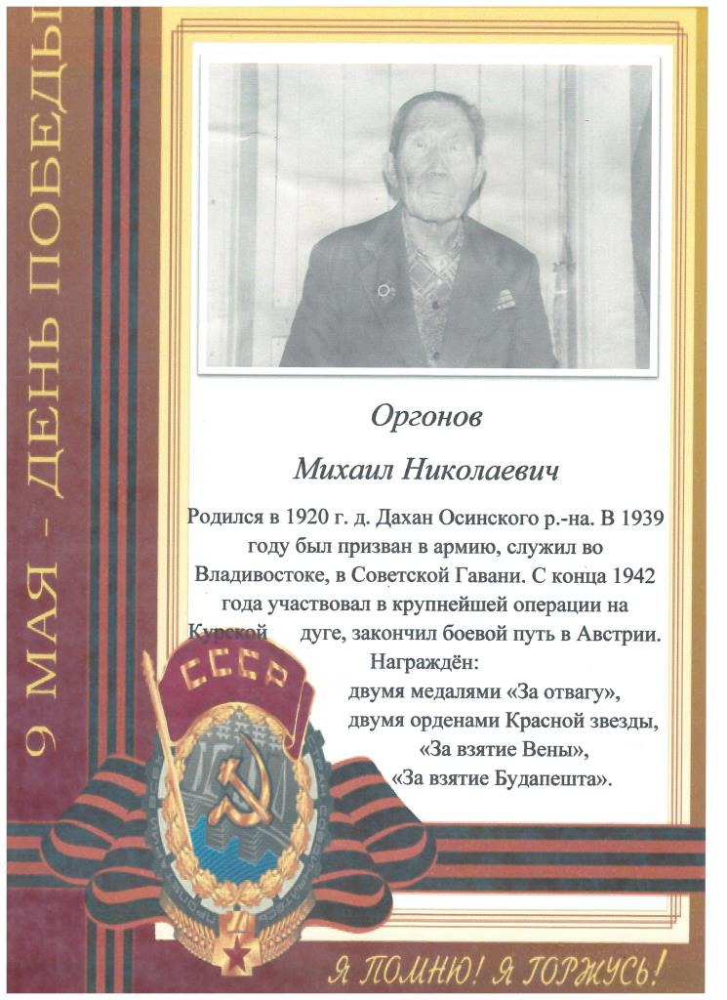 9 МАЯ - ДЕНЬ ПОБЕДЫ
Оргонов
Михаил Николаевич
Родился в 1920 г. д. Дахан Осинского р.-на. В 1939
году был призван в армию, служил во
Владивостоке, в Советской Гавани. С конца 1942
года участвовал в крупнейшей операции на
Курской дуге, закончил боевой путь в Австрии.
Награждён:
двумя медалями «За отвагу»,
двумя орденами Красной звезды,
«За взятие Вены»,
«За взятие Будапешта».
СССР
Я ПОМНЮ! Я ГОРЖУСЬ!